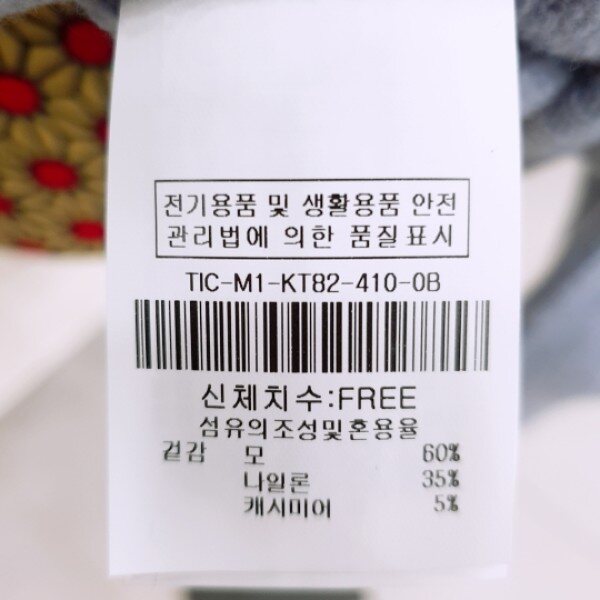 전기용품 및 생활용품 안전
관리법에 의한 품질표시
TIC-M1-KT82-410-0B
신체치수:FREE
섬유의조성및혼용율
겉감 모 60%
나일론 35%
캐시미어 5%